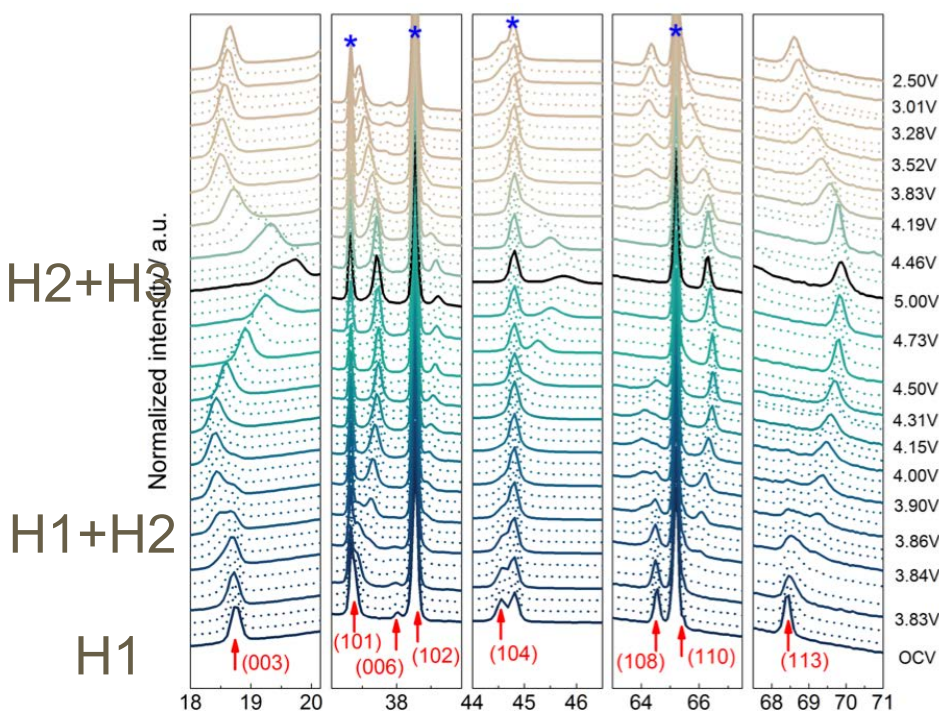 * * * *
2.50V
3.01V
3.28V
3.52V
3.83V
4.19V
4.46V
H2+H3
5.00V
4.73V
4.50V
4.31V
4.15V
4.00V
3.90V
H1+H2
3.86V
3.84V
3.83V
H1
OCV
Normalized intensity / a.u.
(003) (101) (006) (102) (104) (108) (110) (113)
18 19 20 38 44 45 46 64 66 68 69 70 71